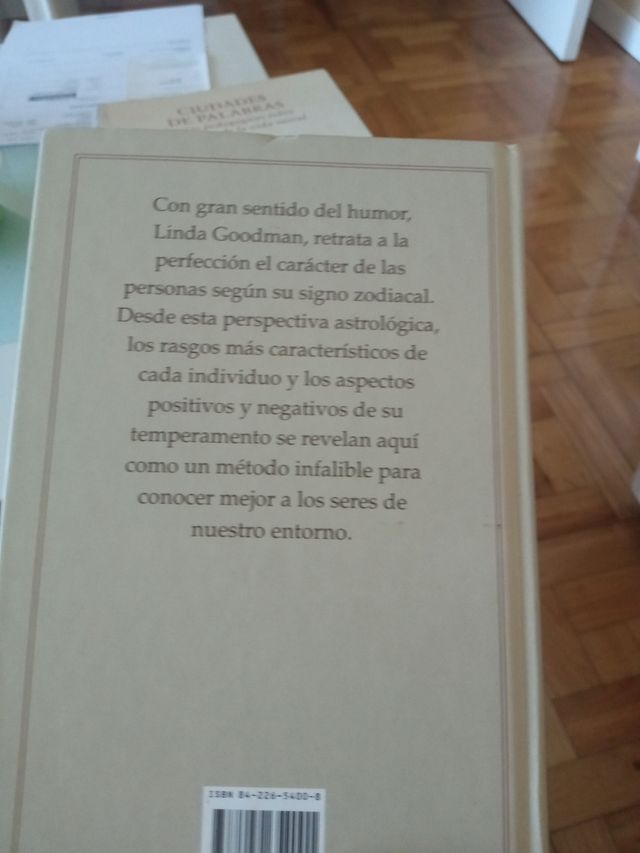 CIUDADES
DE PALABRAS
Con gran sentido del humor,
Linda Goodman, retrata a la
perfección el carácter de las
personas según su signo zodiacal.
Desde esta perspectiva astrológica,
los rasgos más característicos de
cada individuo y los aspectos
positivos y negativos de su
temperamento se revelan aquí
como un método infalible para
conocer mejor a los seres de
nuestro entorno.
ISBN 84-226-5400-8